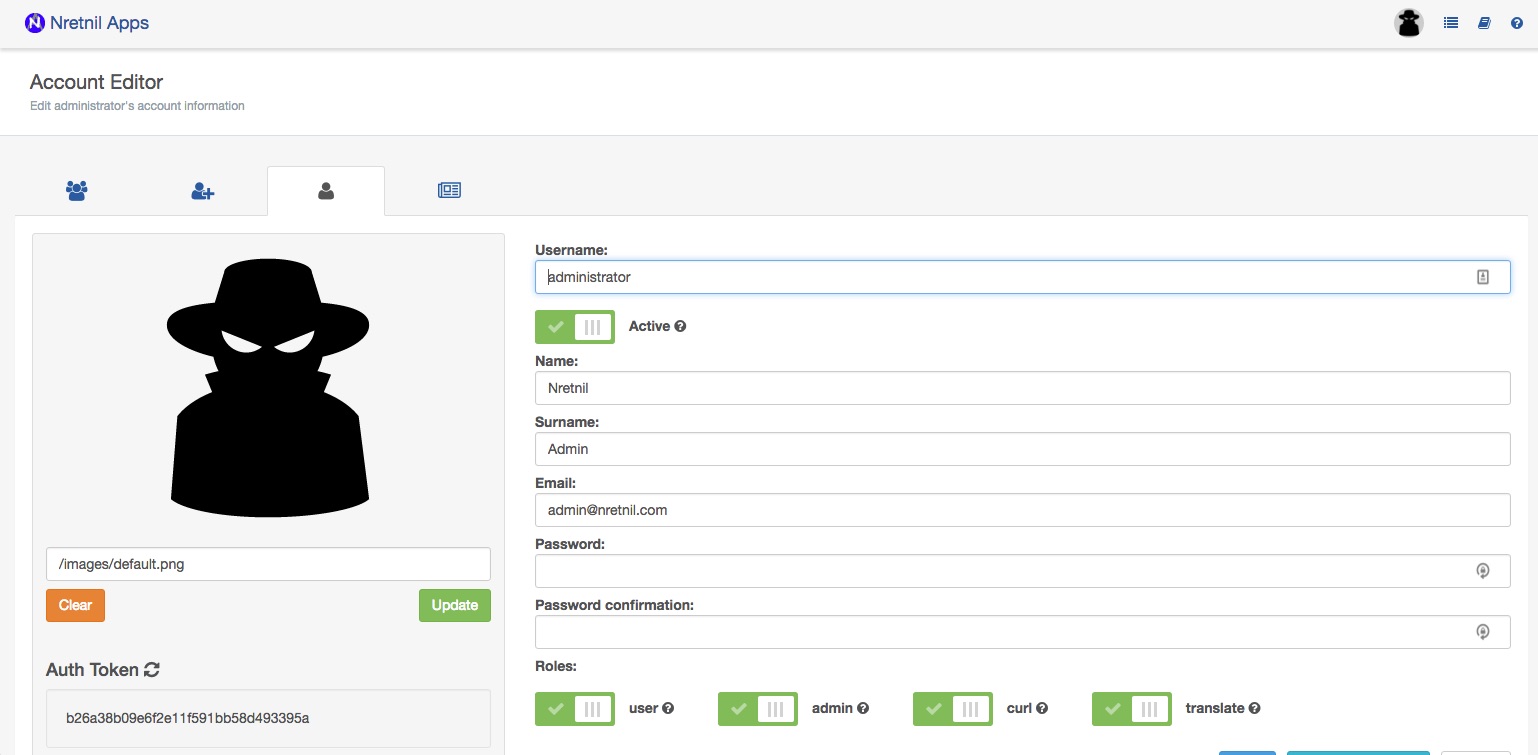 N Nretnil Apps
Account Editor
Edit administrator's account information
/images/default.png
Clear
Update
Auth Token
b26a38b09e6f2e11f591bb58d493395a
Username:
administrator
Active
Name:
Nretnil
Surname:
Admin
Email:
admin@nretnil.com
Password:
Password confirmation:
Roles:
user admin curl translate